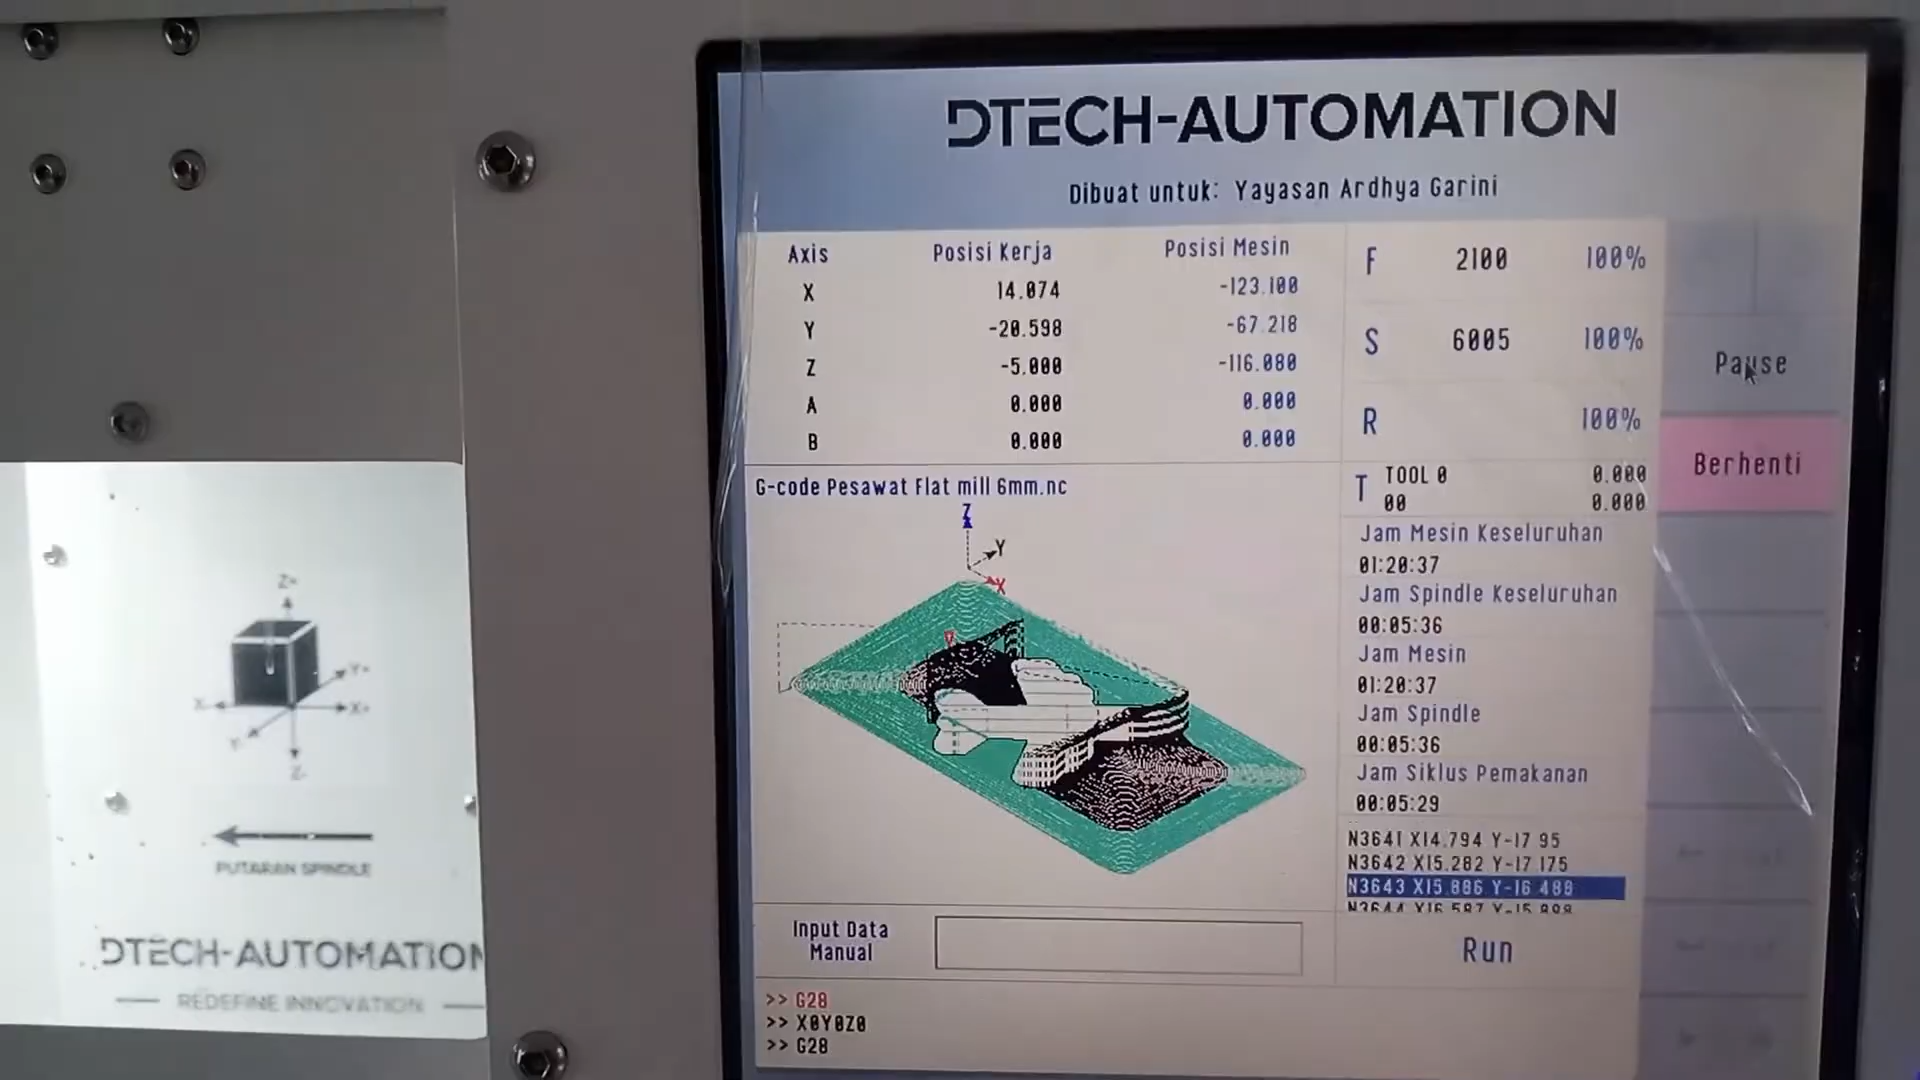 DTECH-AUTOMATION
Dibuat untuk: Yayasan Ardhya Garini
Axis Posisi Kerja Posisi Mesin
X 14.074 -123.100
Y -20.598 -67.218
Z -5.000 -116.080
A 0.000 0.000
B 0.000 0.000
F 2100 100%
S 6005 100%
R 100%
T TOOL 0 0.000
00 0.000
Pause
Berhenti
G-code Pesawat Flat mill 6mm.nc
Z
Y
X
Jam Mesin Keseluruhan
01:20:37
Jam Spindle Keseluruhan
00:05:36
Jam Mesin
01:20:37
Jam Spindle
00:05:36
Jam Siklus Pemakanan
00:05:29
N3641 X14.794 Y-17 95
N3642 X15.282 Y-17 175
N3643 X15.886 Y-16 488
N3644 X16.587 Y-15 898
Input Data
Manual
Run
>> G28
>> X0Y0Z0
>> G28
Z+
Y+
X-
X+
Y-
Z-
PUTARAN SPINDLE
DTECH-AUTOMATION
REDEFINE INNOVATION